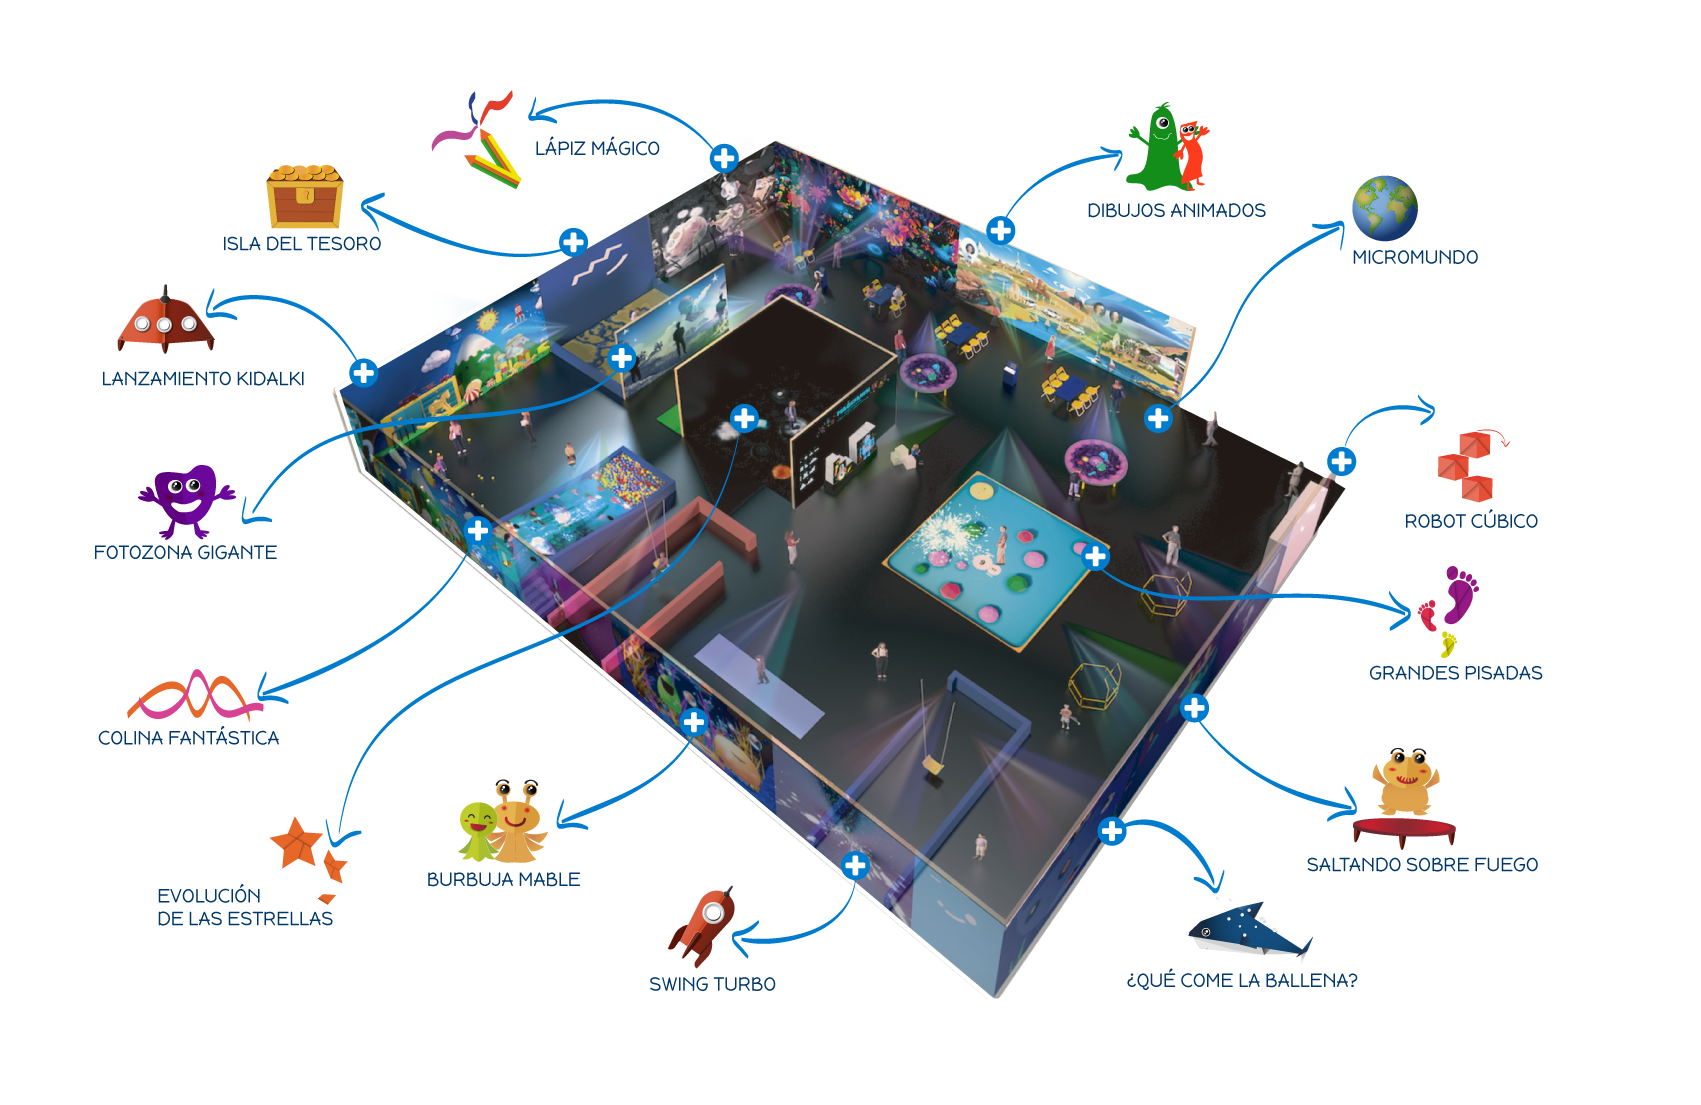 LÁPIZ MÁGICO
DIBUJOS ANIMADOS
ISLA DEL TESORO
MICROMUNDO
LANZAMIENTO KIDALKI
ROBOT CÚBICO
FOTOZONA GIGANTE
GRANDES PISADAS
COLINA FANTÁSTICA
SALTANDO SOBRE FUEGO
BURBUJA MABLE
EVOLUCIÓN
DE LAS ESTRELLAS
SWING TURBO
¿QUÉ COME LA BALLENA?